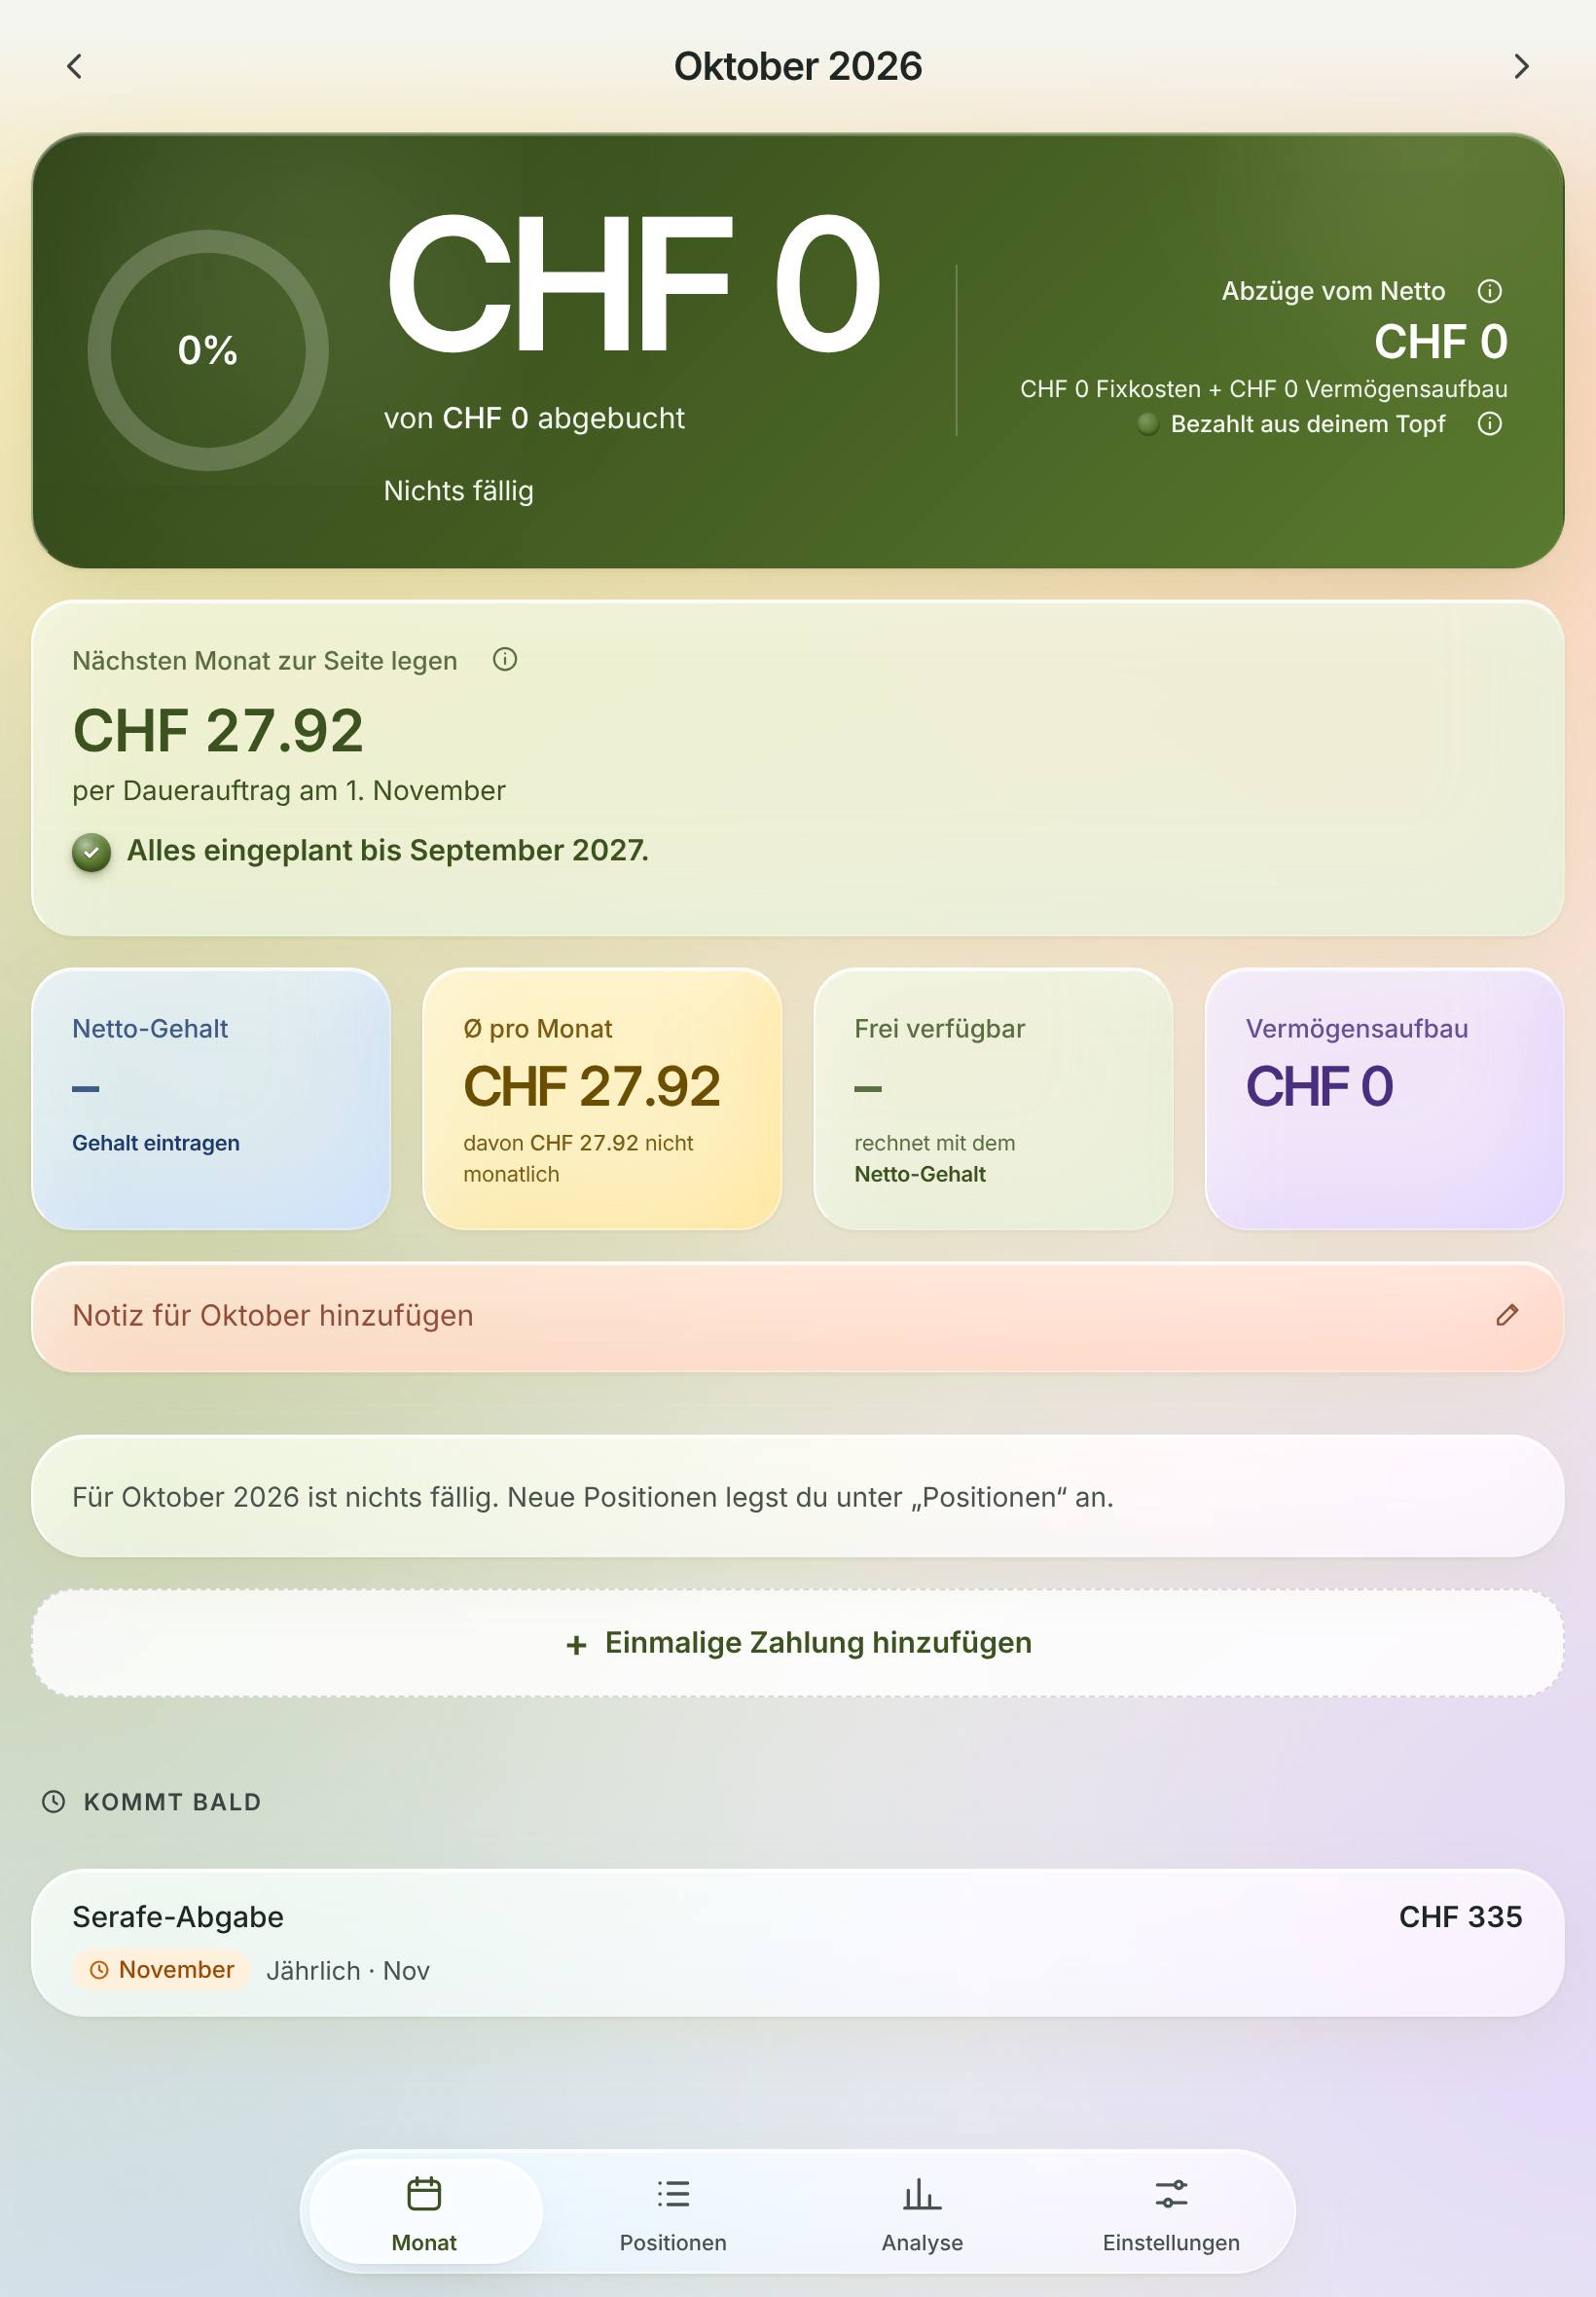 Oktober 2026
0%
CHF 0
von CHF 0 abgebucht
Nichts fällig
Abzüge vom Netto
CHF 0
CHF 0 Fixkosten + CHF 0 Vermögensaufbau
Bezahlt aus deinem Topf
Nächsten Monat zur Seite legen
CHF 27.92
per Dauerauftrag am 1. November
Alles eingeplant bis September 2027.
Netto-Gehalt
–
Gehalt eintragen
Ø pro Monat
CHF 27.92
davon CHF 27.92 nicht
monatlich
Frei verfügbar
–
rechnet mit dem
Netto-Gehalt
Vermögensaufbau
CHF 0
Notiz für Oktober hinzufügen
Für Oktober 2026 ist nichts fällig. Neue Positionen legst du unter „Positionen“ an.
+ Einmalige Zahlung hinzufügen
KOMMT BALD
Serafe-Abgabe
CHF 335
November Jährlich · Nov
Monat
Positionen
Analyse
Einstellungen